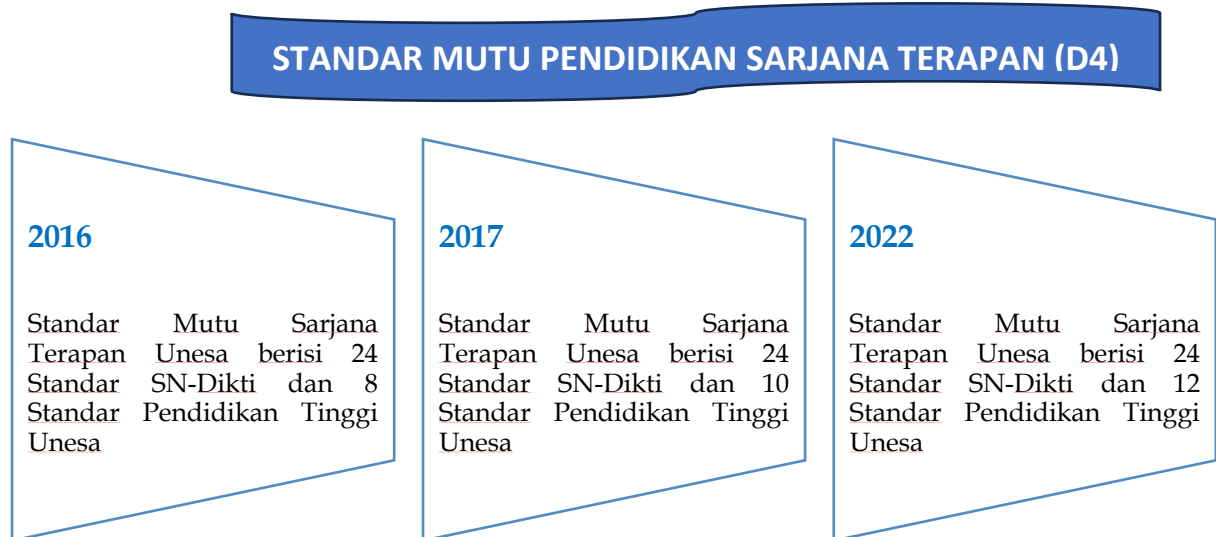 STANDAR MUTU PENDIDIKAN SARJANA TERAPAN (D4)
2016
Standar Mutu Sarjana
Terapan Unesa berisi 24
Standar SN-Dikti dan 8
Standar Pendidikan Tinggi
Unesa
2017
Standar Mutu Sarjana
Terapan Unesa berisi 24
Standar SN-Dikti dan 10
Standar Pendidikan Tinggi
Unesa
2022
Standar Mutu Sarjana
Terapan Unesa berisi 24
Standar SN-Dikti dan 12
Standar Pendidikan Tinggi
Unesa